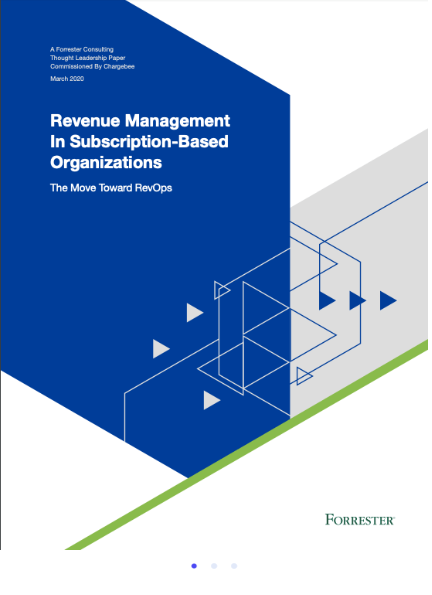 A Forrester Consulting
Thought Leadership Paper
Commissioned By Chargebee
March 2020
Revenue Management
In Subscription-Based
Organizations
The Move Toward RevOps
FORRESTER®